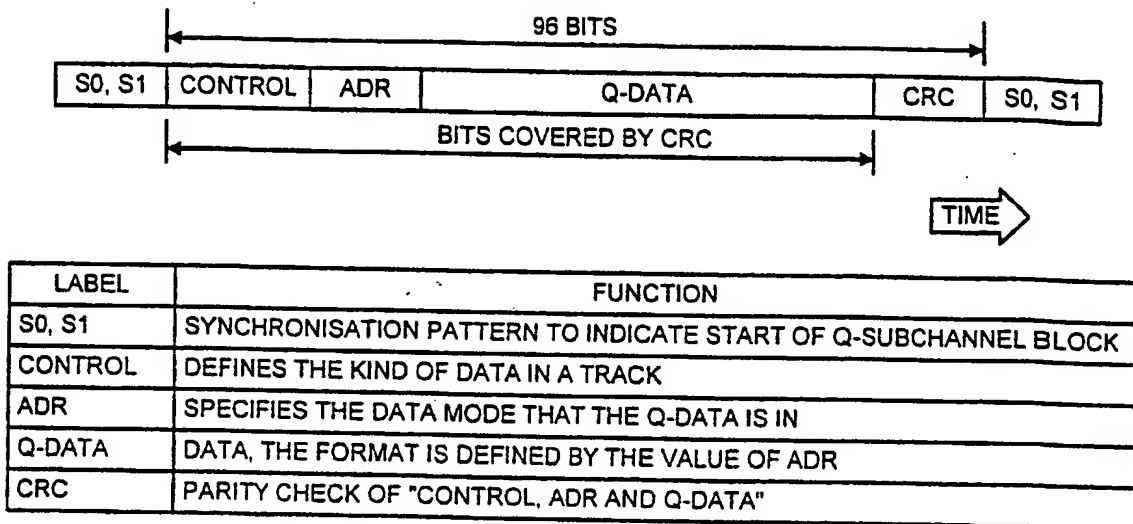 96 BITS
S0, S1 CONTROL ADR Q-DATA CRC S0, S1
BITS COVERED BY CRC
TIME
LABEL FUNCTION
S0, S1 SYNCHRONISATION PATTERN TO INDICATE START OF Q-SUBCHANNEL BLOCK
CONTROL DEFINES THE KIND OF DATA IN A TRACK
ADR SPECIFIES THE DATA MODE THAT THE Q-DATA IS IN
Q-DATA DATA, THE FORMAT IS DEFINED BY THE VALUE OF ADR
CRC PARITY CHECK OF "CONTROL, ADR AND Q-DATA"